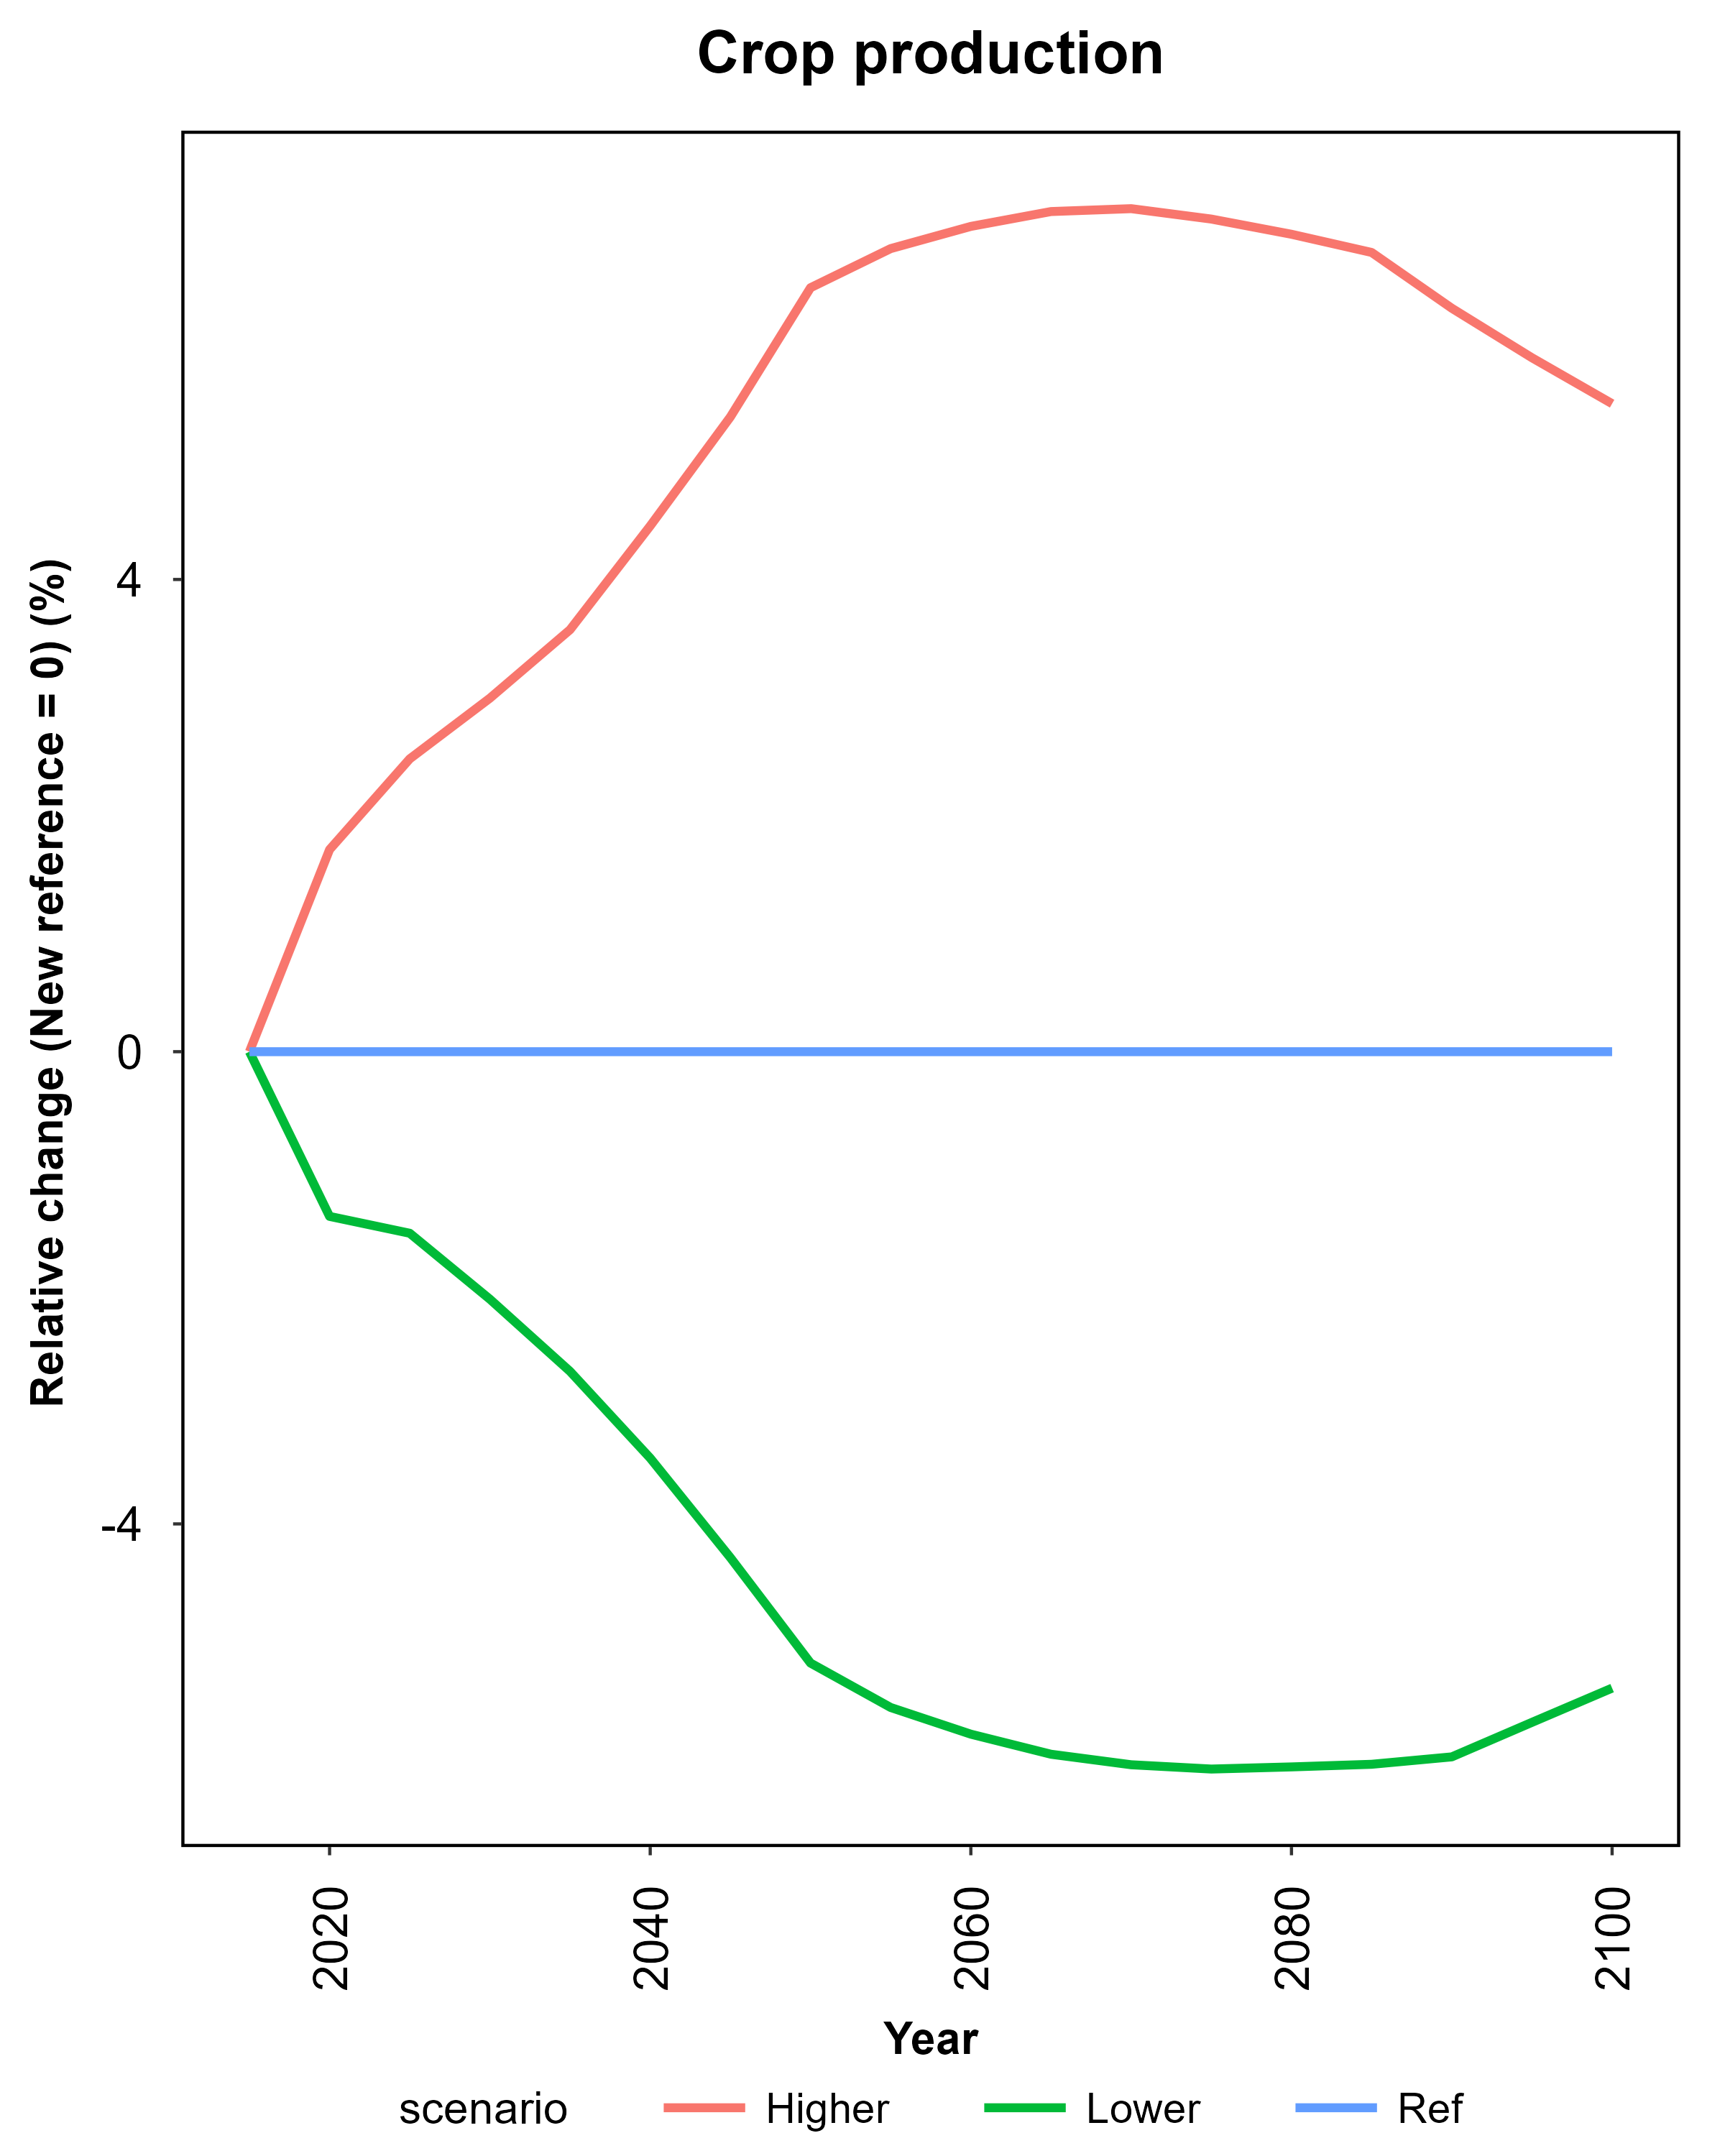 Crop production
Relative change (New reference = 0) (%)
4
0
-4
2020
2040
2060
2080
2100
Year
scenario Higher Lower Ref